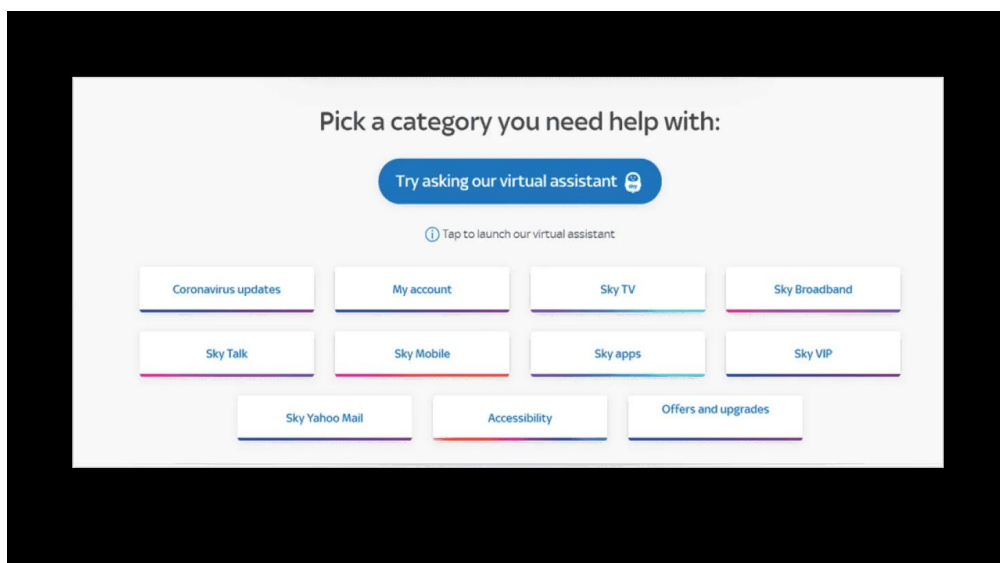 Pick a category you need help with:
Try asking our virtual assistant
Tap to launch our virtual assistant
Coronavirus updates
My account
Sky TV
Sky Broadband
Sky Talk
Sky Mobile
Sky apps
Sky VIP
Sky Yahoo Mail
Accessibility
Offers and upgrades